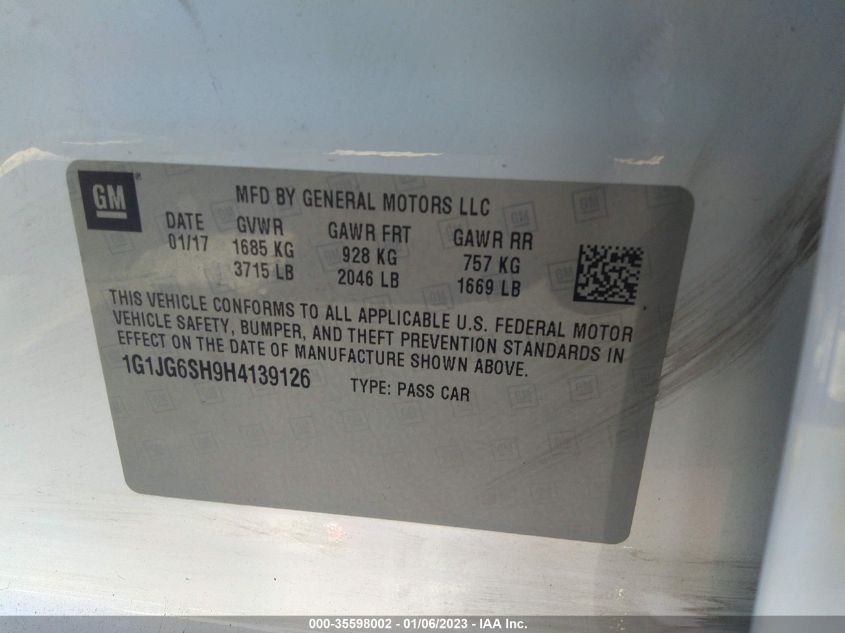 GM
MFD BY GENERAL MOTORS LLC
DATE GVWR GAWR FRT GAWR RR
01/17 1685 KG 928 KG 757 KG
3715 LB 2046 LB 1669 LB
THIS VEHICLE CONFORMS TO ALL APPLICABLE U.S. FEDERAL MOTOR
VEHICLE SAFETY, BUMPER, AND THEFT PREVENTION STANDARDS IN
EFFECT ON THE DATE OF MANUFACTURE SHOWN ABOVE.
1G1JG6SH9H4139126 TYPE: PASS CAR
000-35598002 - 01/06/2023 - IAA Inc.